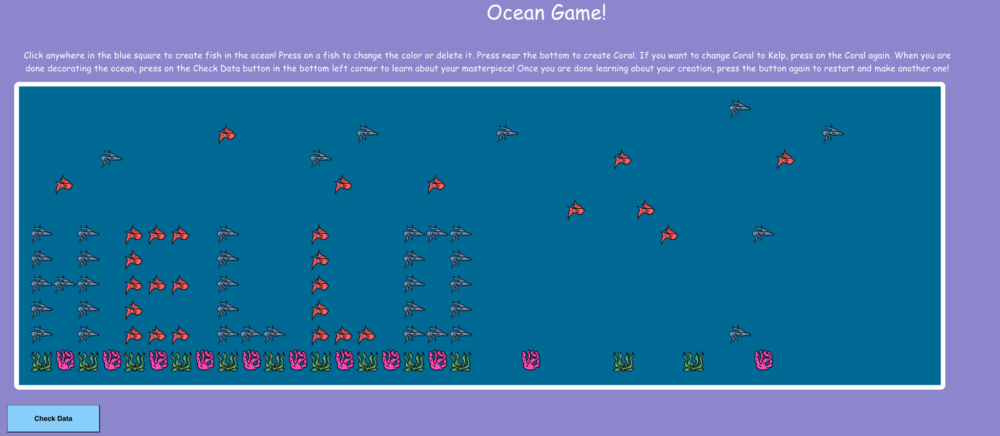 Ocean Game!
Click anywhere in the blue square to create fish in the ocean! Press on a fish to change the color or delete it. Press near the bottom to create Coral. If you want to change Coral to Kelp, press on the Coral again. When you are
done decorating the ocean, press on the Check Data button in the bottom left corner to learn about your masterpiece! Once you are done learning about your creation, press the button again to restart and make another one!
HELLO
Check Data